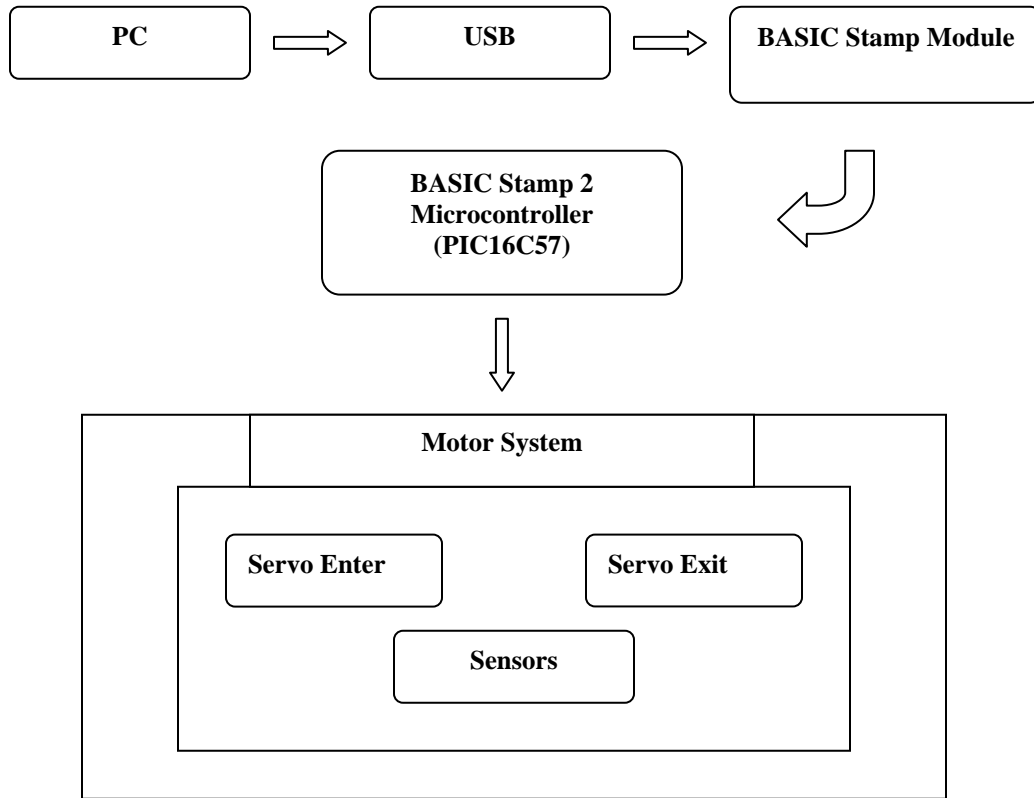 PC
USB
BASIC Stamp Module
BASIC Stamp 2
Microcontroller
(PIC16C57)
Motor System
Servo Enter
Servo Exit
Sensors